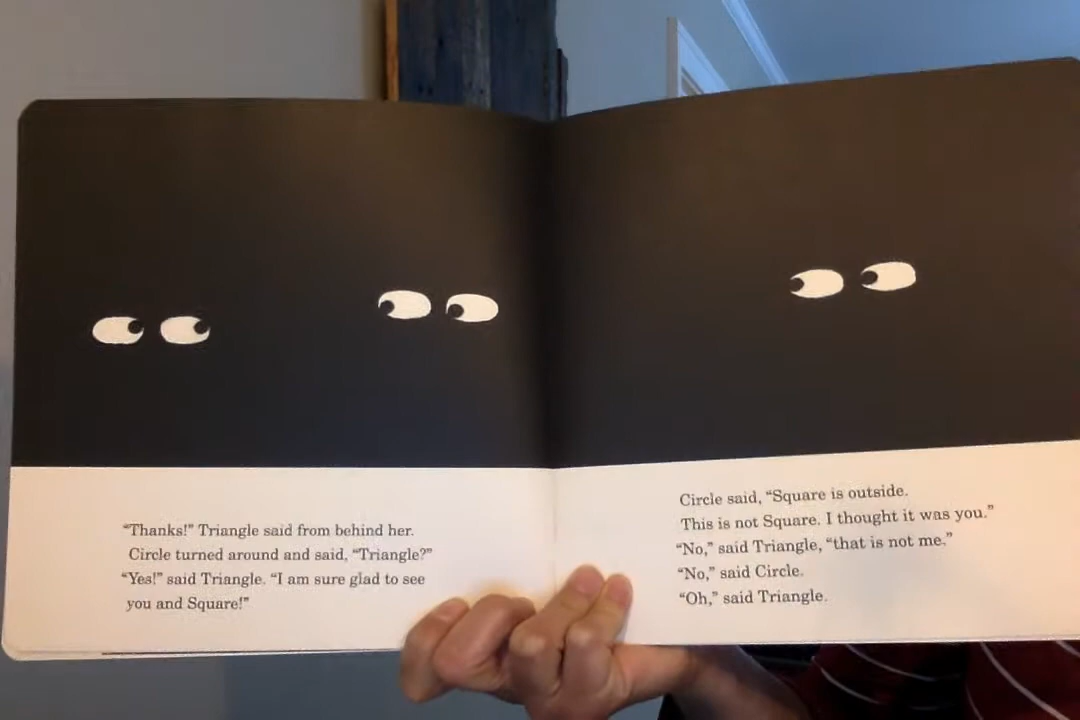 “Thanks!” Triangle said from behind her.
Circle turned around and said, “Triangle?”
“Yes!” said Triangle. “I am sure glad to see
you and Square!”
Circle said, “Square is outside.
This is not Square. I thought it was you.”
“No,” said Triangle, “that is not me.”
“No,” said Circle.
“Oh,” said Triangle.